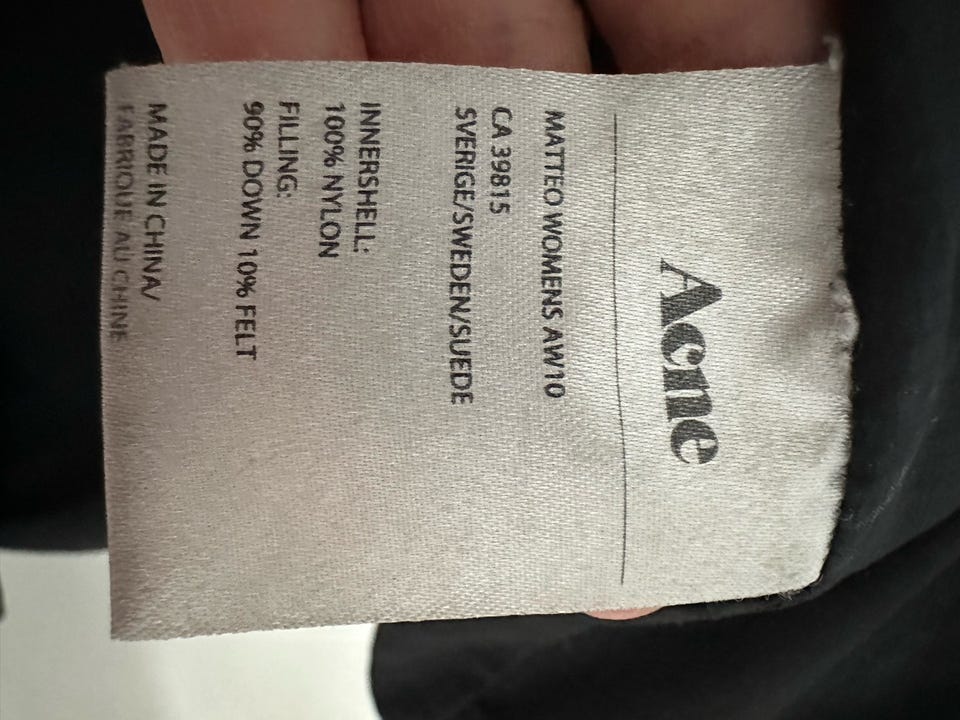 Acne
MATTEO WOMENS AW10
CA 39815
SVERIGE/SWEDEN/SUEDE
INNERSHELL:
100% NYLON
FILLING:
90% DOWN 10% FELT
MADE IN CHINA/
FABRIQUE AU CHINE